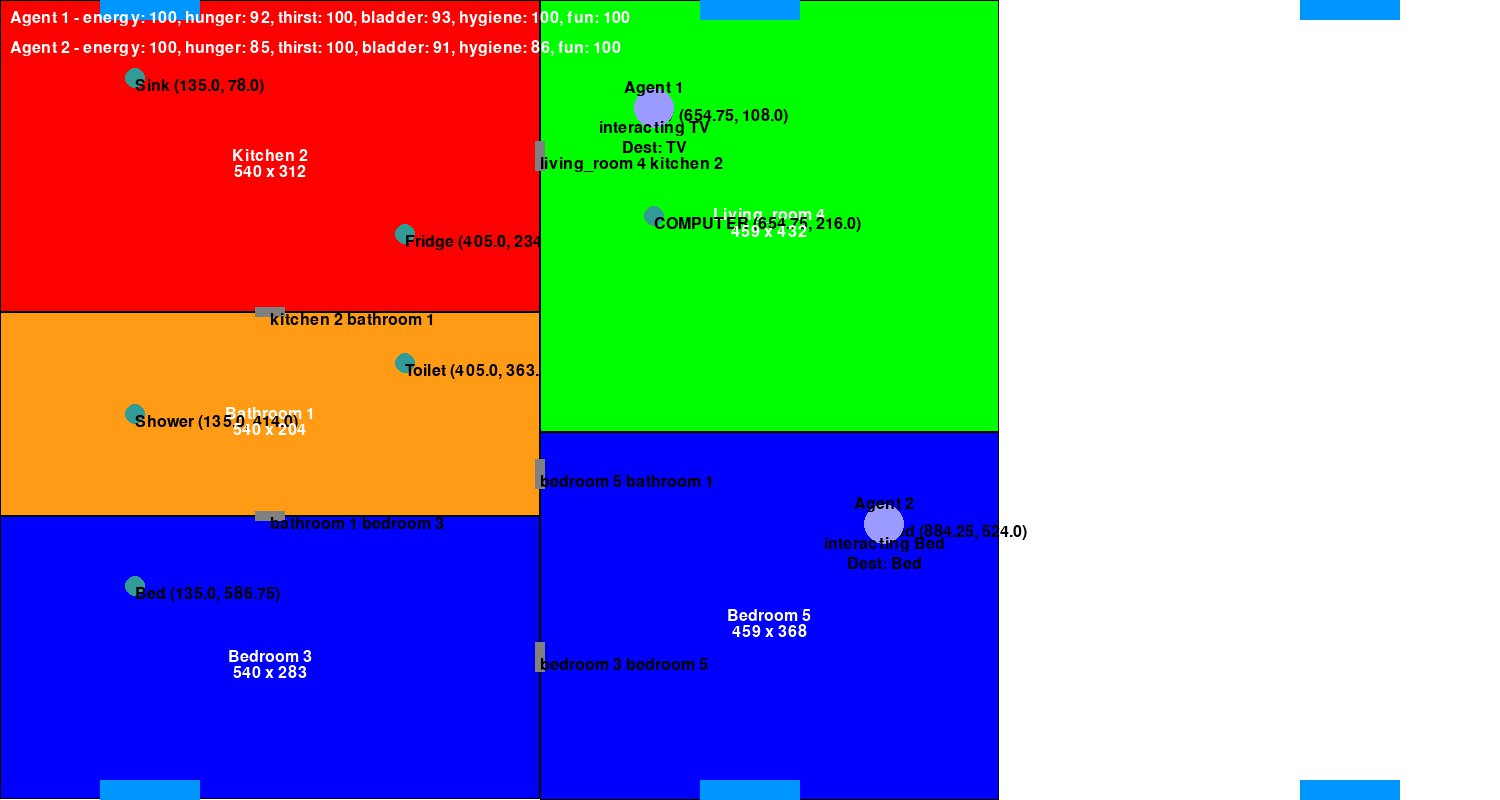 Agent 1 - energy: 100, hunger: 92, thirst: 100, bladder: 93, hygiene: 100, fun: 100
Agent 2 - energy: 100, hunger: 85, thirst: 100, bladder: 91, hygiene: 86, fun: 100
Sink (135.0, 78.0)
Agent 1
(654.75, 108.0)
interacting TV
Dest: TV
Kitchen 2
540 x 312
living_room 4 kitchen 2
Living_room 4
COMPUTER (654.75, 216.0)
459 x 432
Fridge (405.0, 234
kitchen 2 bathroom 1
Toilet (405.0, 363.
Bathroom 1
Shower (135.0, 414.0)
540 x 204
bedroom 5 bathroom 1
Agent 2
d (884.25, 524.0)
interacting Bed
Dest: Bed
bathroom 1 bedroom 3
Bed (135.0, 586.75)
Bedroom 5
459 x 368
Bedroom 3
540 x 283
bedroom 3 bedroom 5